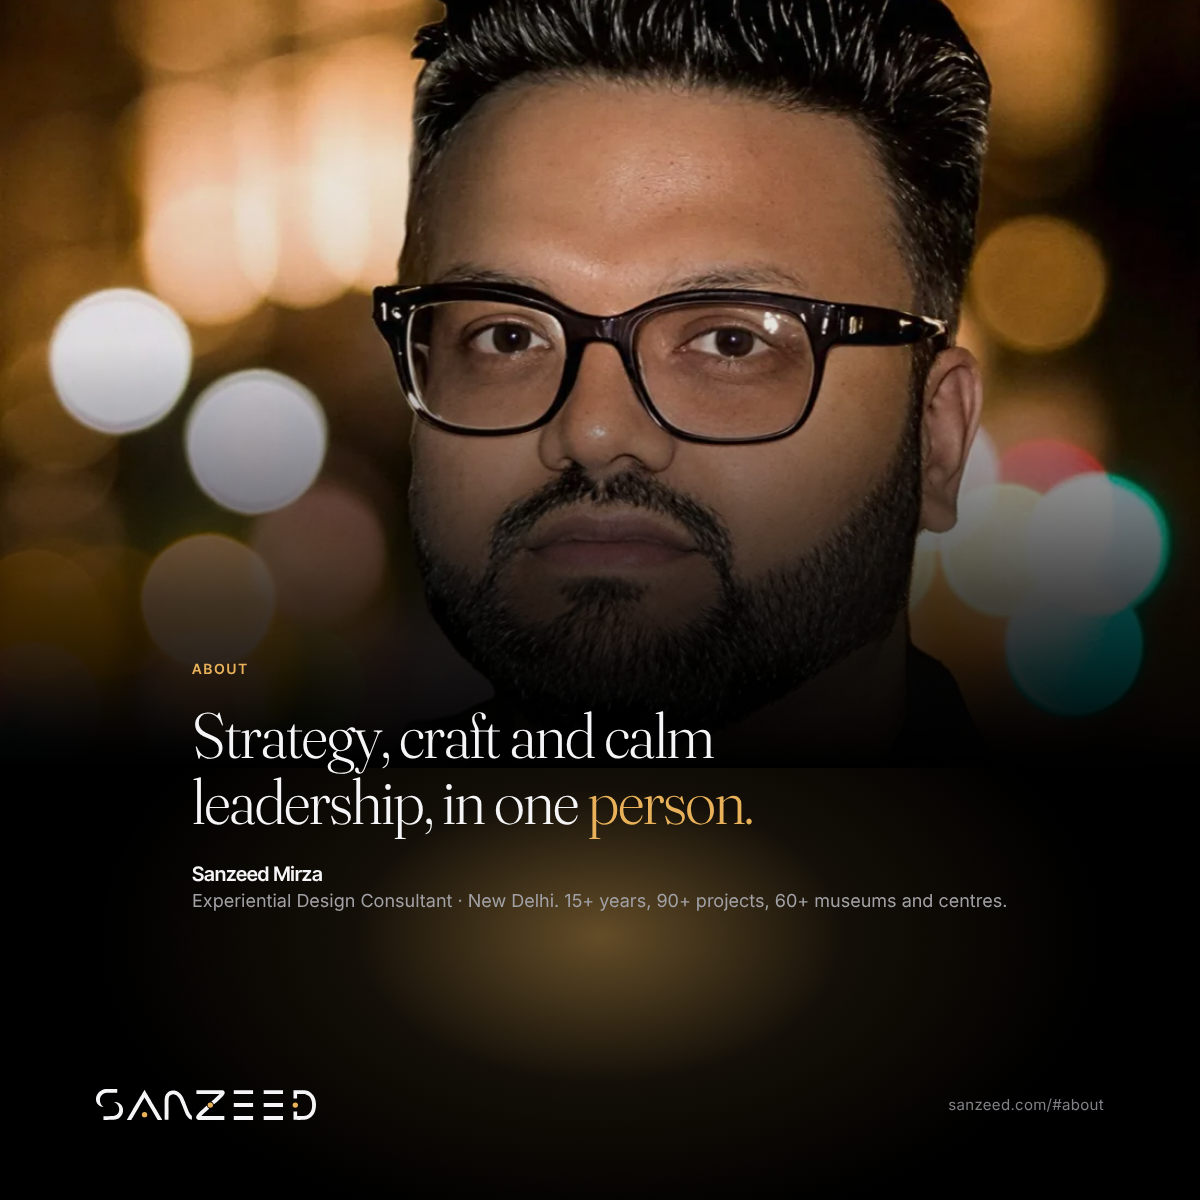 ABOUT
Strategy, craft and calm
leadership, in one person.
Sanzeed Mirza
Experiential Design Consultant · New Delhi. 15+ years, 90+ projects, 60+ museums and centres.
SANZEED
sanzeed.com/#about